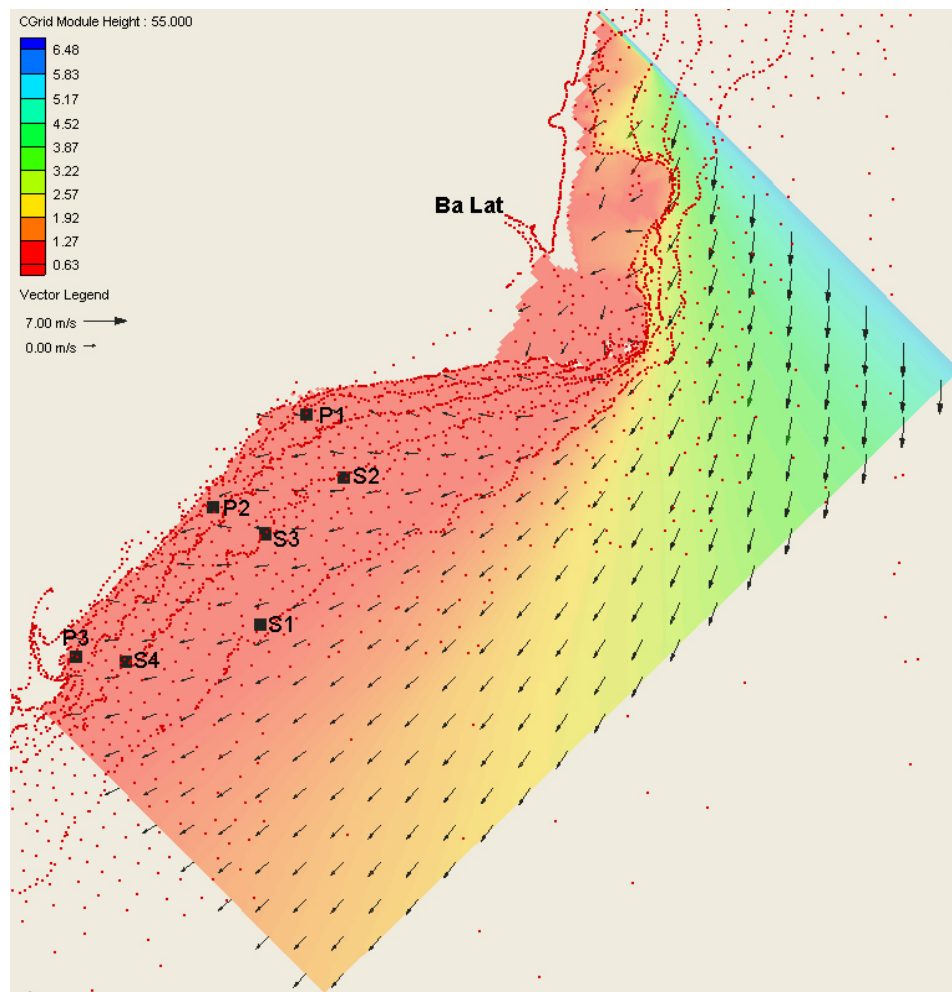 CGrid Module Height : 55.000
6.48
5.83
5.17
4.52
3.87
3.22
2.57
1.92
1.27
0.63
Vector Legend
7.00 m/s
0.00 m/s
Ba Lat
P1
S2
P2
S3
S1
P3
S4